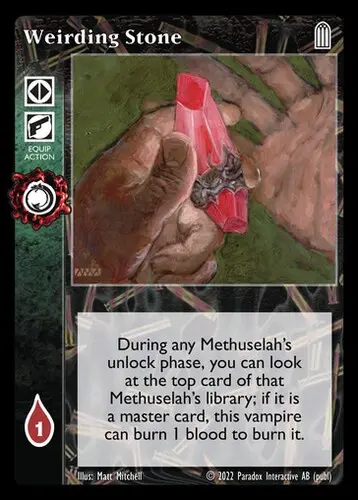 Weirding Stone
EQUIP
ACTION
During any Methuselah's
unlock phase, you can look
at the top card of that
Methuselah's library; if it is
a master card, this vampire
can burn 1 blood to burn it.
1
Illus: Matt Mitchell © 2022 Paradox Interactive AB (publ)